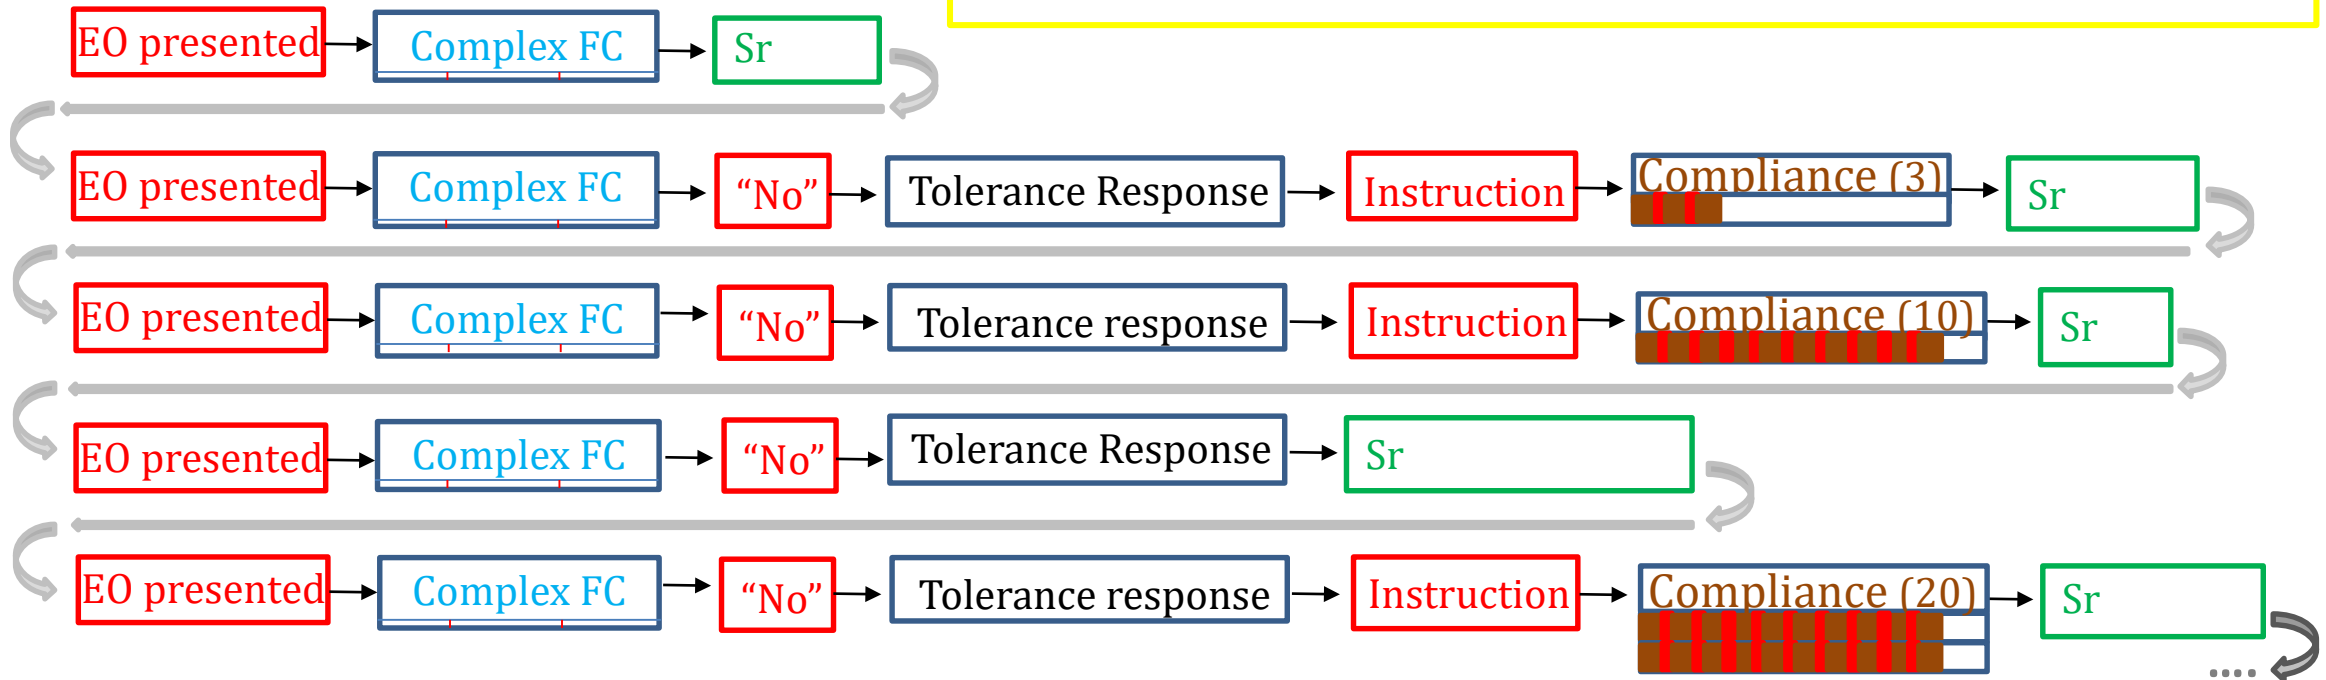 EO presented Complex FC Sr
EO presented Complex FC “No” Tolerance Response Instruction Compliance (3) Sr
EO presented Complex FC “No” Tolerance response Instruction Compliance (10) Sr
EO presented Complex FC “No” Tolerance Response Sr
EO presented Complex FC “No” Tolerance response Instruction Compliance (20) Sr
....